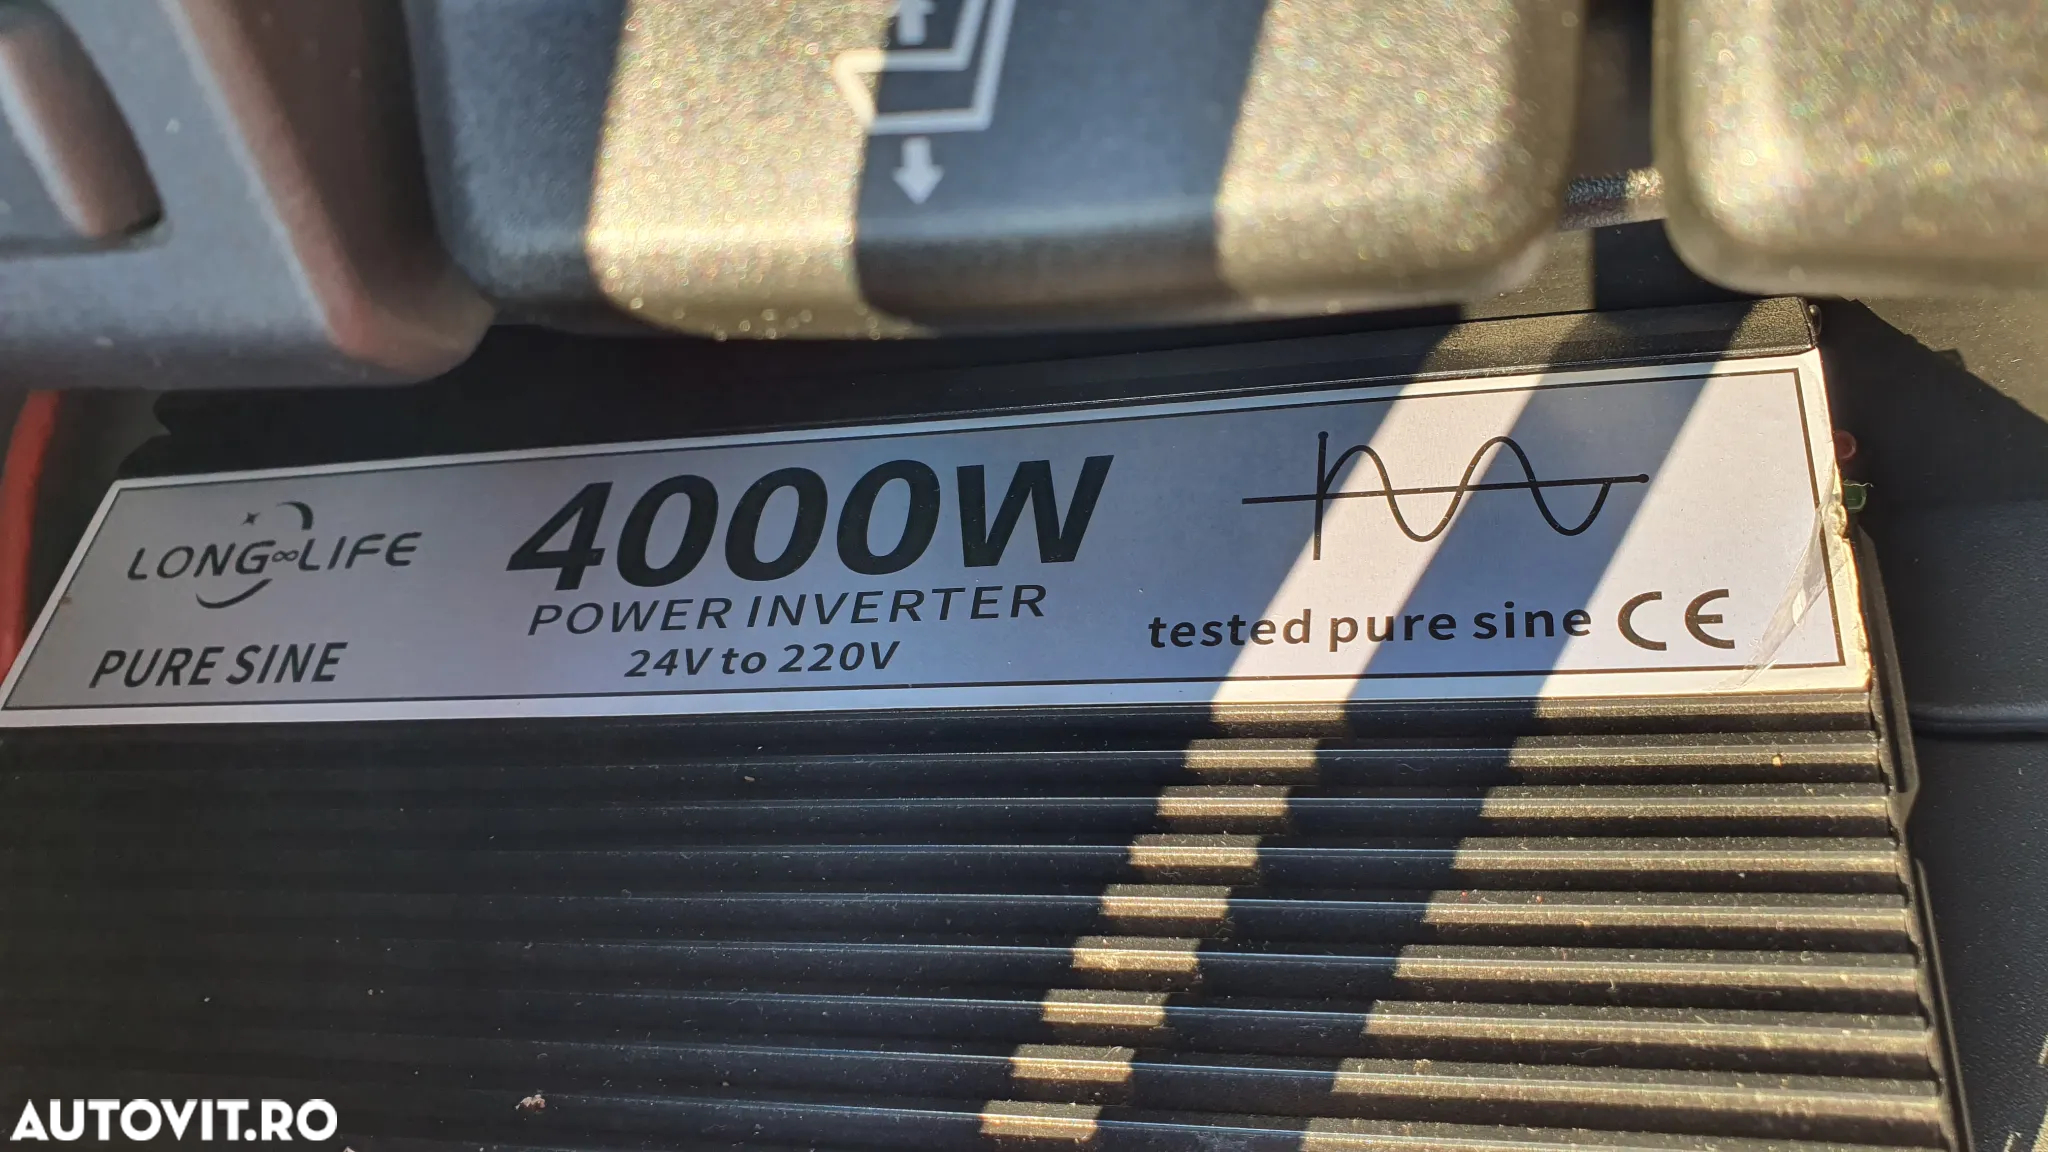 LONG∞LIFE
PURE SINE
4000W
POWER INVERTER
24V to 220V
tested pure sine CE
AUTOVIT.RO